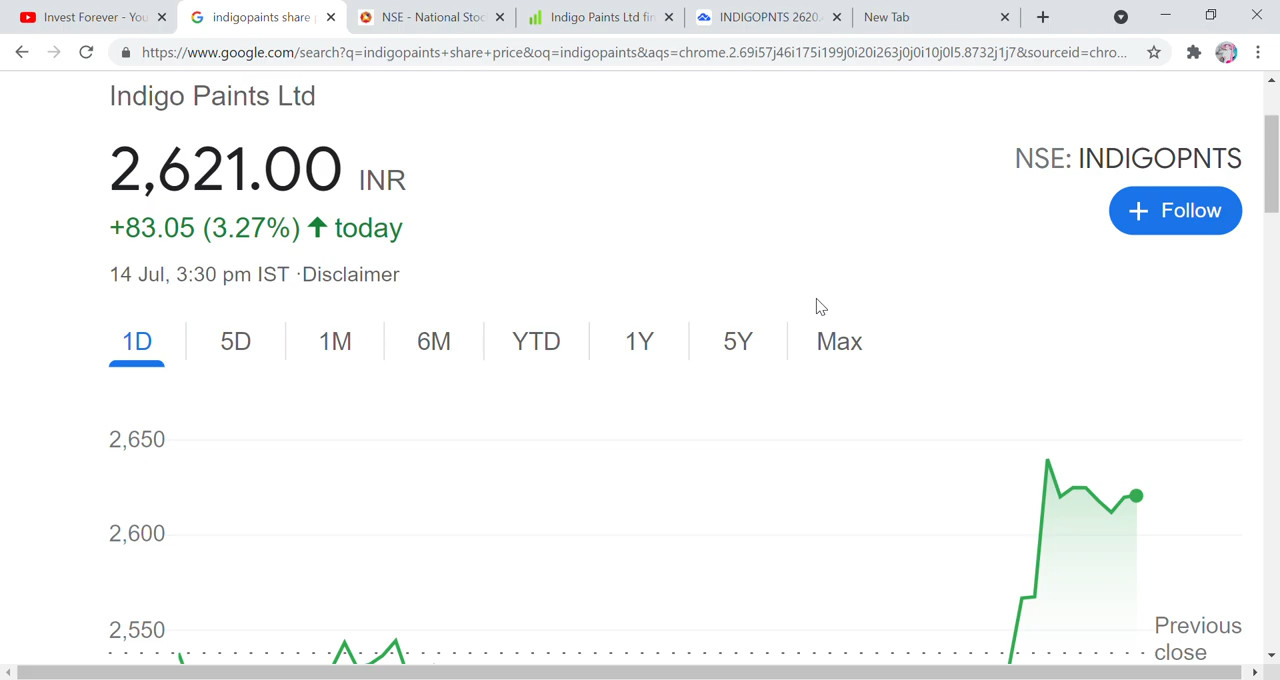 Invest Forever - You
indigopaints share p
NSE - National Stoc
Indigo Paints Ltd fin
INDIGOPNTS 2620.
New Tab
https://www.google.com/search?q=indigopaints+share+price&oq=indigopaints&aqs=chrome.2.69i57j46i175i199j0i20i263j0j0i10j0l5.8732j1j7&sourceid=chro...
Indigo Paints Ltd
2,621.00 INR
NSE: INDIGOPNTS
+83.05 (3.27%) ↑ today
+ Follow
14 Jul, 3:30 pm IST ·Disclaimer
1D 5D 1M 6M YTD 1Y 5Y Max
2,650
2,600
2,550
Previous
close